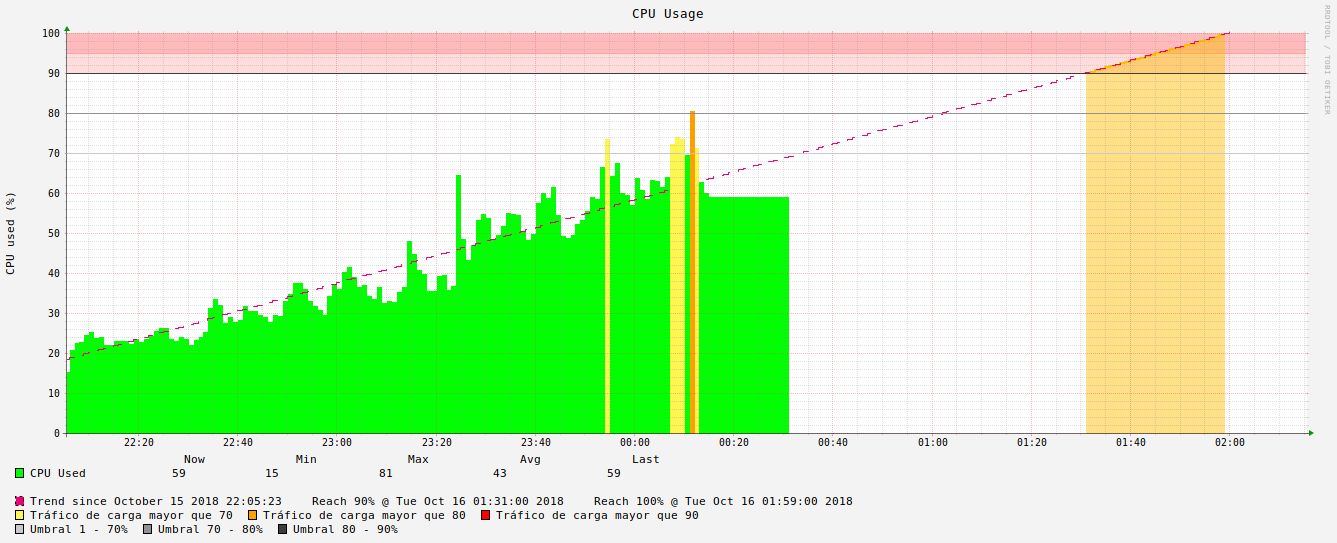 CPU Usage
RRDTOOL / TOBI OETIKER
CPU used (%)
100
90
80
70
60
50
40
30
20
10
0
22:20 22:40 23:00 23:20 23:40 00:00 00:20 00:40 01:00 01:20 01:40 02:00
Now Min Max Avg Last
CPU Used 59 15 81 43 59
Trend since October 15 2018 22:05:23 Reach 90% @ Tue Oct 16 01:31:00 2018 Reach 100% @ Tue Oct 16 01:59:00 2018
Tráfico de carga mayor que 70 Tráfico de carga mayor que 80 Tráfico de carga mayor que 90
Umbral 1 - 70% Umbral 70 - 80% Umbral 80 - 90%